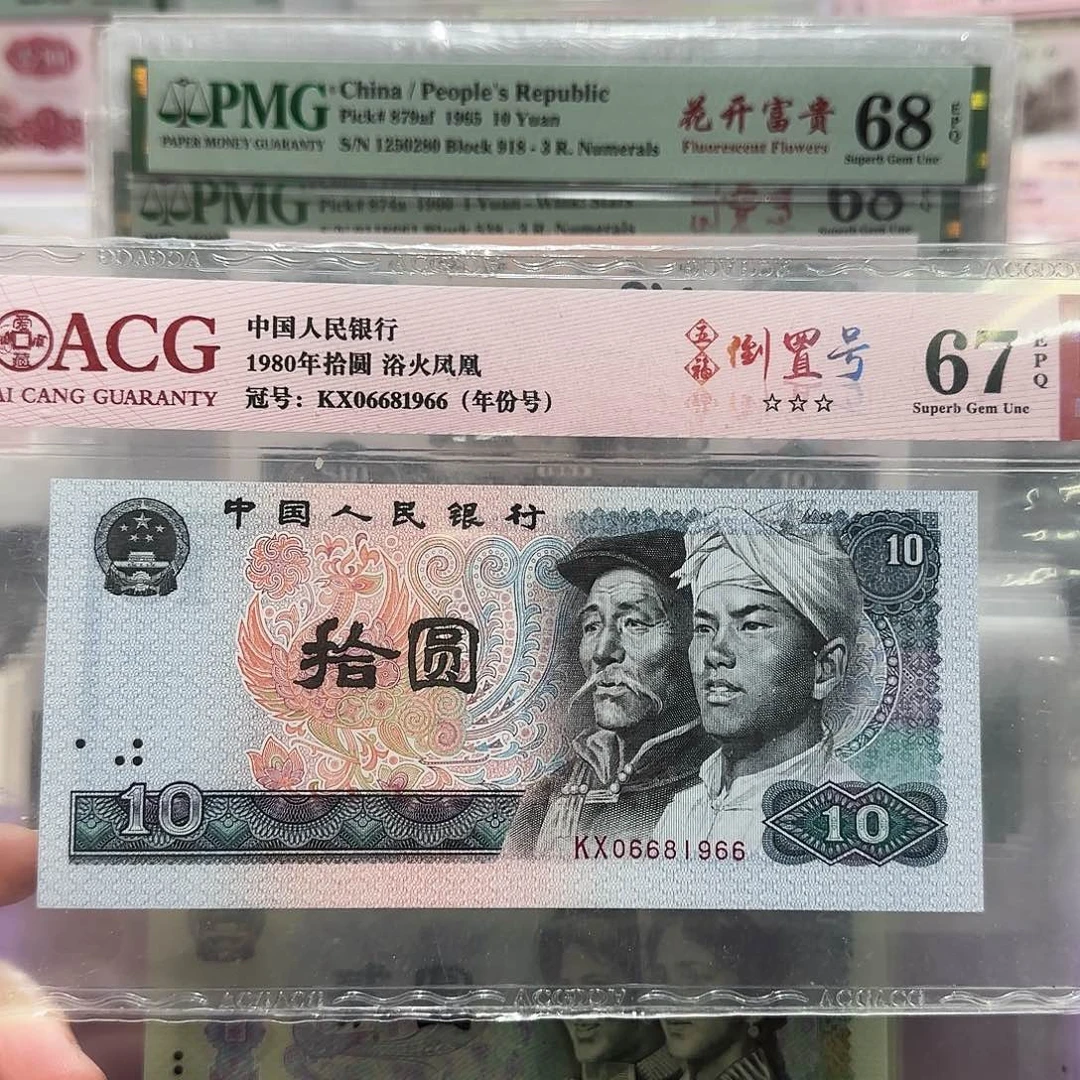 PMG
PAPER MONEY GUARANTY
China / People's Republic
Pick# 879af 1965 10 Yuan
S/N 1250280 Block 918 - 3 R. Numerals
花开富貴
Fluorescent Flowers
68
EPQ
Superb Gem Unc
PMG
68
ACG
AI CANG GUARANTY
中国人民银行
1980年拾圆 浴火凤凰
冠号：KX06681966（年份号）
五福
倒置号
☆☆☆
67
EPQ
Superb Gem Unc
中国人民银行
10
拾圆
10
KX06681966
10